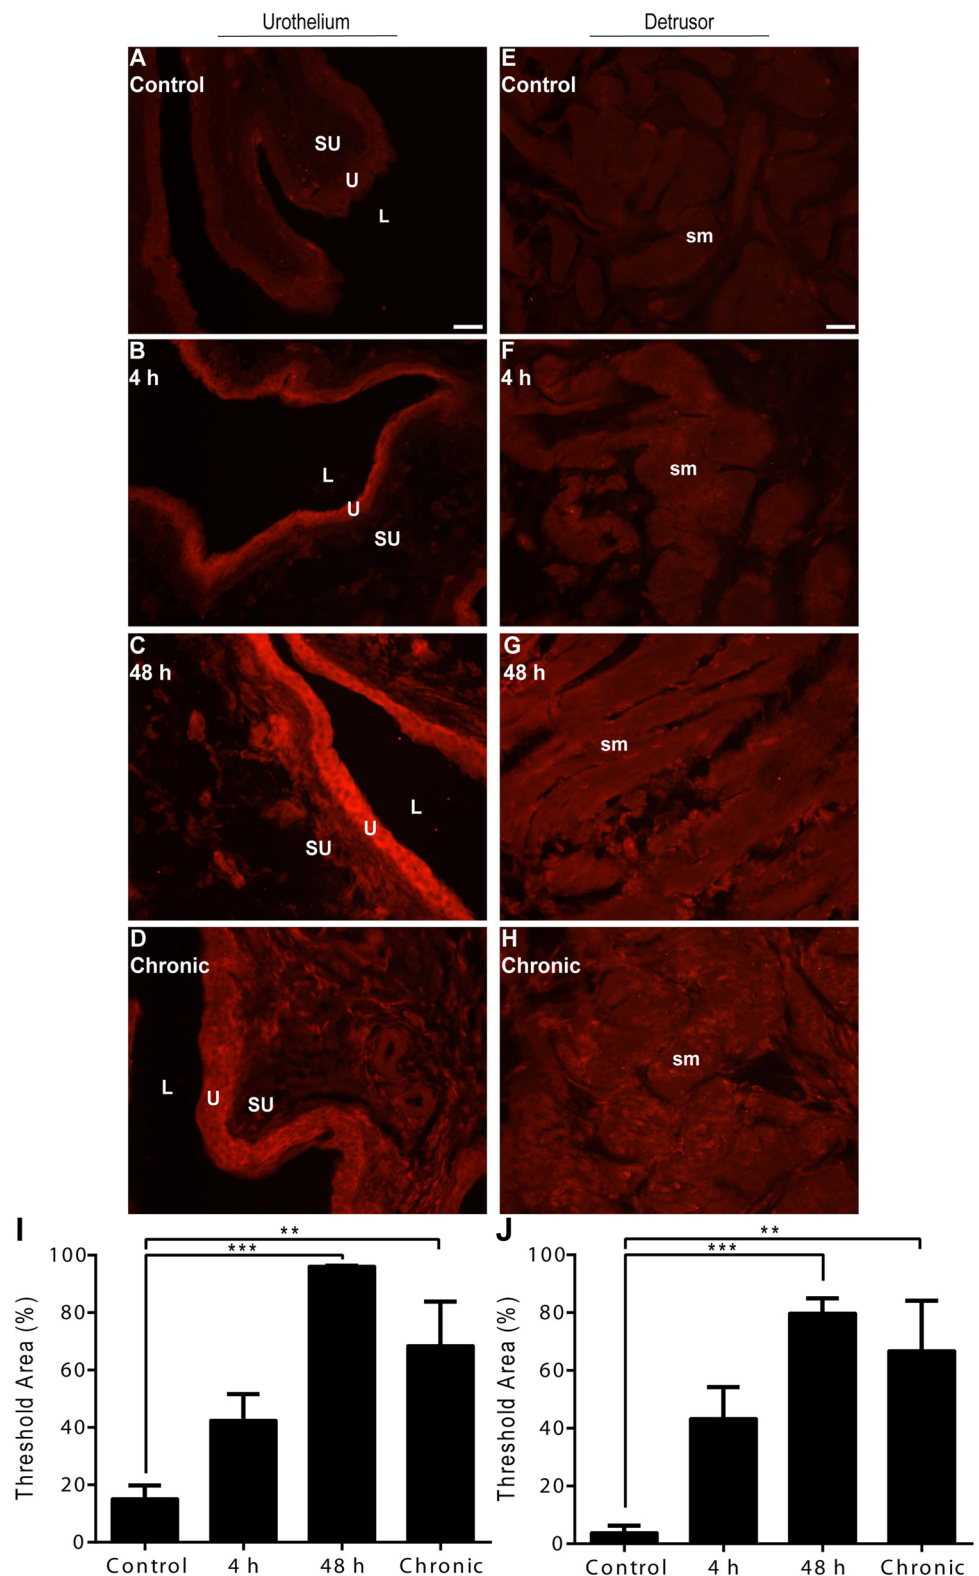 Urothelium
Detrusor
A
Control
SU
U
L
E
Control
sm
B
4 h
L
U
SU
F
4 h
sm
C
48 h
L
U
SU
G
48 h
sm
D
Chronic
L
U
SU
H
Chronic
sm
I
**
***
100
80
60
40
20
0
Threshold Area (%)
Control 4 h 48 h Chronic
J
**
***
100
80
60
40
20
0
Threshold Area (%)
Control 4 h 48 h Chronic